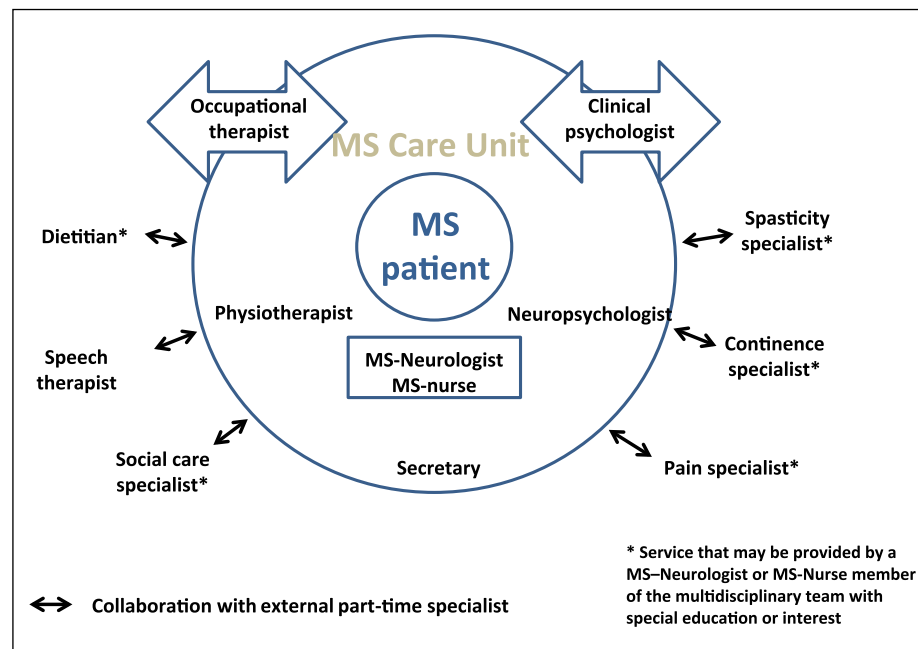 Occupational
therapist
Clinical
psychologist
MS Care Unit
MS
patient
Dietitian*
Spasticity
specialist*
Physiotherapist
Neuropsychologist
Speech
therapist
MS-Neurologist
MS-nurse
Continence
specialist*
Social care
specialist*
Secretary
Pain specialist*
Collaboration with external part-time specialist
* Service that may be provided by a
MS–Neurologist or MS-Nurse member
of the multidisciplinary team with
special education or interest